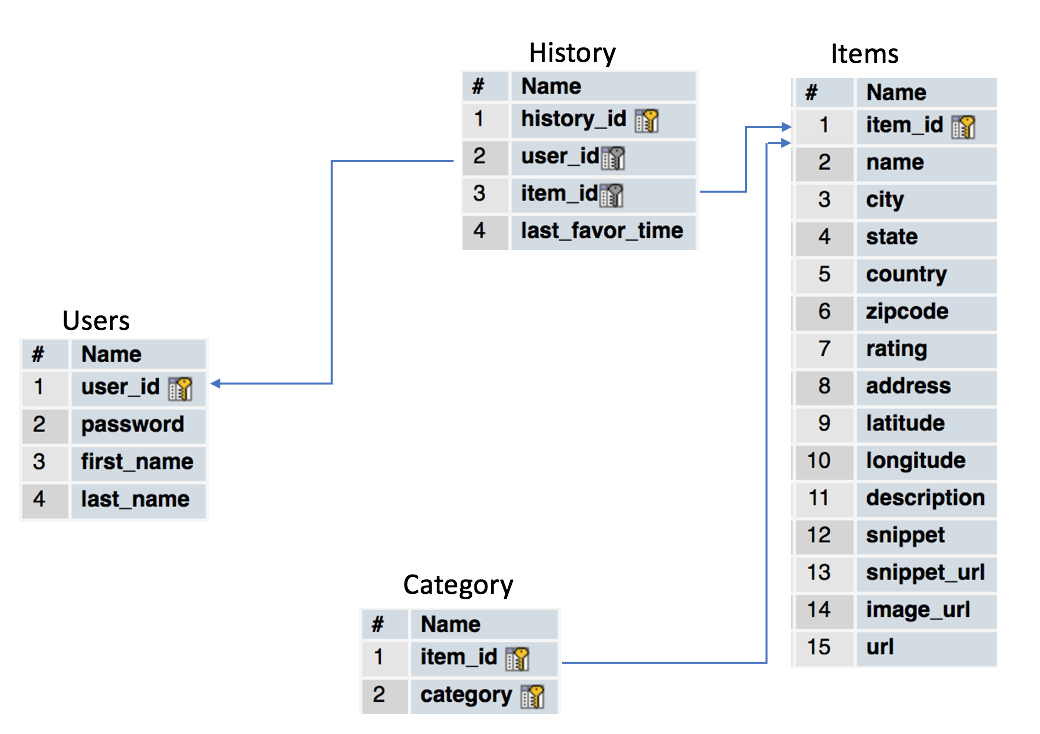 History
# Name
1 history_id
2 user_id
3 item_id
4 last_favor_time
Items
# Name
1 item_id
2 name
3 city
4 state
5 country
6 zipcode
7 rating
8 address
9 latitude
10 longitude
11 description
12 snippet
13 snippet_url
14 image_url
15 url
Users
# Name
1 user_id
2 password
3 first_name
4 last_name
Category
# Name
1 item_id
2 category